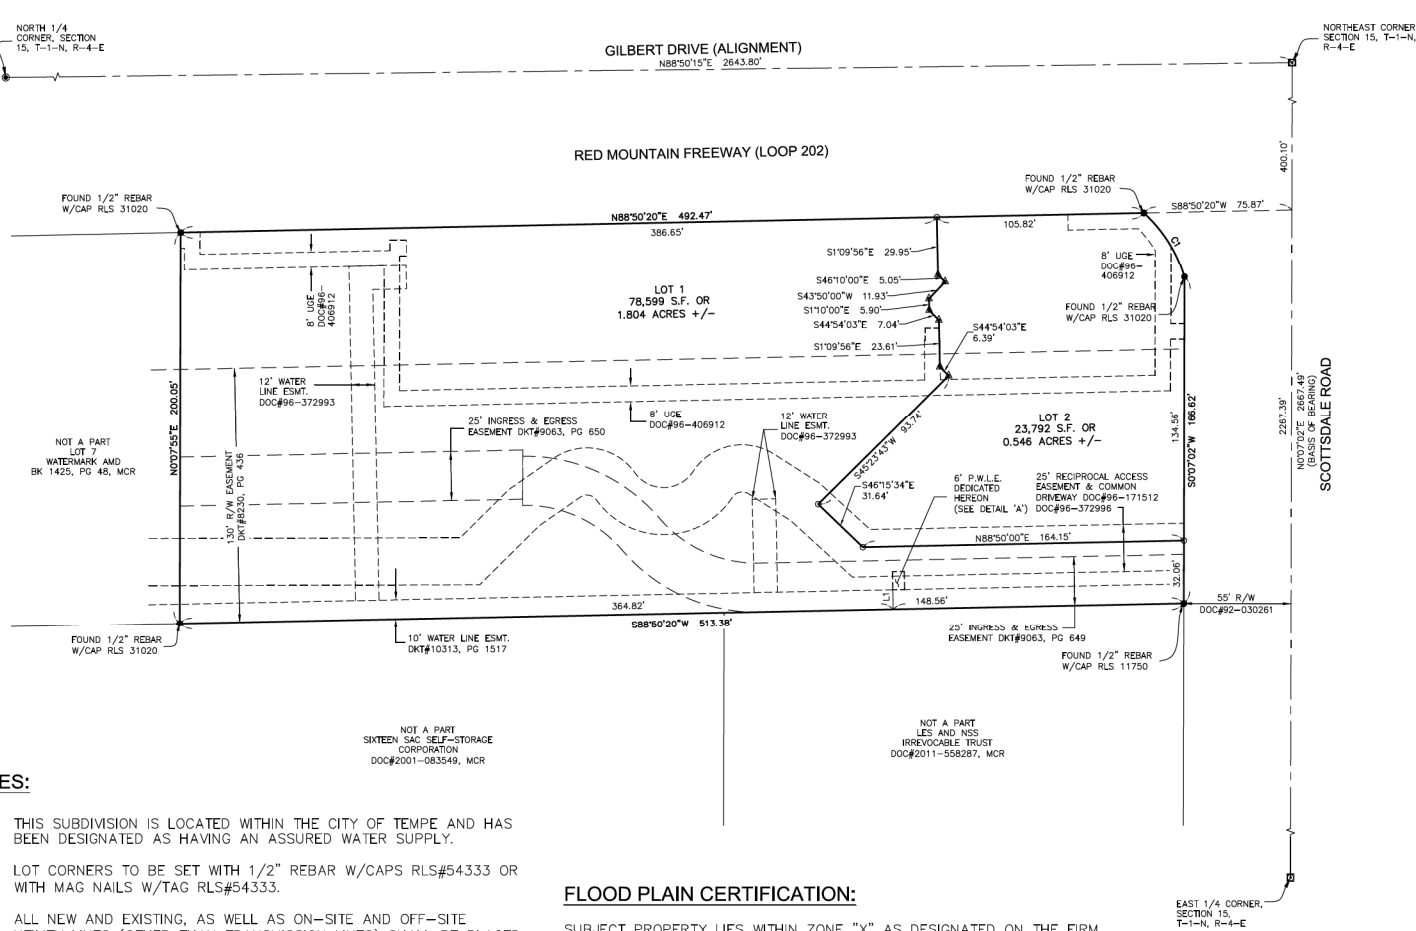 NORTH 1/4
CORNER, SECTION
15, T-1-N, R-4-E
NORTHEAST CORNER
SECTION 15, T-1-N,
R-4-E
GILBERT DRIVE (ALIGNMENT)
N88°50'15"E 2643.80'
400.10'
RED MOUNTAIN FREEWAY (LOOP 202)
FOUND 1/2" REBAR
W/CAP RLS 31020
FOUND 1/2" REBAR
W/CAP RLS 31020
N88°50'20"E 492.47'
386.65'
105.82'
S88°50'20"W 75.87'
C1
S1°09'56"E 29.95'
S46°10'00"E 5.05'
S43°50'00"W 11.93'
S1°10'00"E 5.90'
S44°54'03"E 7.04'
S1°09'56"E 23.61'
S44°54'03"E
6.39'
8' UGE
DOC#96-
406912
8' UGE
DOC#96-
406912
LOT 1
78,599 S.F. OR
1.804 ACRES +/-
FOUND 1/2" REBAR
W/CAP RLS 31020
N0°07'55"E 200.05'
12' WATER
LINE ESMT.
DOC#96-372993
NOT A PART
LOT 7
WATERMARK AMD
BK 1425, PG 48, MCR
130' R/W EASEMENT
DKT#8230, PG 436
25' INGRESS & EGRESS
EASEMENT DKT#9063, PG 650
8' UGE
DOC#96-406912
12' WATER
LINE ESMT.
DOC#96-372993
S45°23'43"W 93.74'
LOT 2
23,792 S.F. OR
0.546 ACRES +/-
134.56'
S0°07'02"W 166.62'
2267.39'
N0°07'02"E 2667.49'
(BASIS OF BEARING)
SCOTTSDALE ROAD
S46°15'34"E
31.64'
6' P.W.L.E.
DEDICATED
HEREON
(SEE DETAIL 'A')
25' RECIPROCAL ACCESS
EASEMENT & COMMON
DRIVEWAY DOC#96-171512
DOC#96-372996
N88°50'00"E 164.15'
32.06'
L1
364.82'
148.56'
S88°50'20"W 513.38'
55' R/W
DOC#92-030261
FOUND 1/2" REBAR
W/CAP RLS 31020
10' WATER LINE ESMT.
DKT#10313, PG 1517
25' INGRESS & EGRESS
EASEMENT DKT#9063, PG 649
FOUND 1/2" REBAR
W/CAP RLS 11750
NOT A PART
SIXTEEN SAC SELF-STORAGE
CORPORATION
DOC#2001-083549, MCR
NOT A PART
LES AND NSS
IRREVOCABLE TRUST
DOC#2011-558287, MCR
ES:
THIS SUBDIVISION IS LOCATED WITHIN THE CITY OF TEMPE AND HAS
BEEN DESIGNATED AS HAVING AN ASSURED WATER SUPPLY.
LOT CORNERS TO BE SET WITH 1/2" REBAR W/CAPS RLS#54333 OR
WITH MAG NAILS W/TAG RLS#54333.
ALL NEW AND EXISTING, AS WELL AS ON-SITE AND OFF-SITE
FLOOD PLAIN CERTIFICATION:
SUBJECT PROPERTY LIES WITHIN ZONE "X" AS DESIGNATED ON THE FIRM
EAST 1/4 CORNER,
SECTION 15,
T-1-N, R-4-E